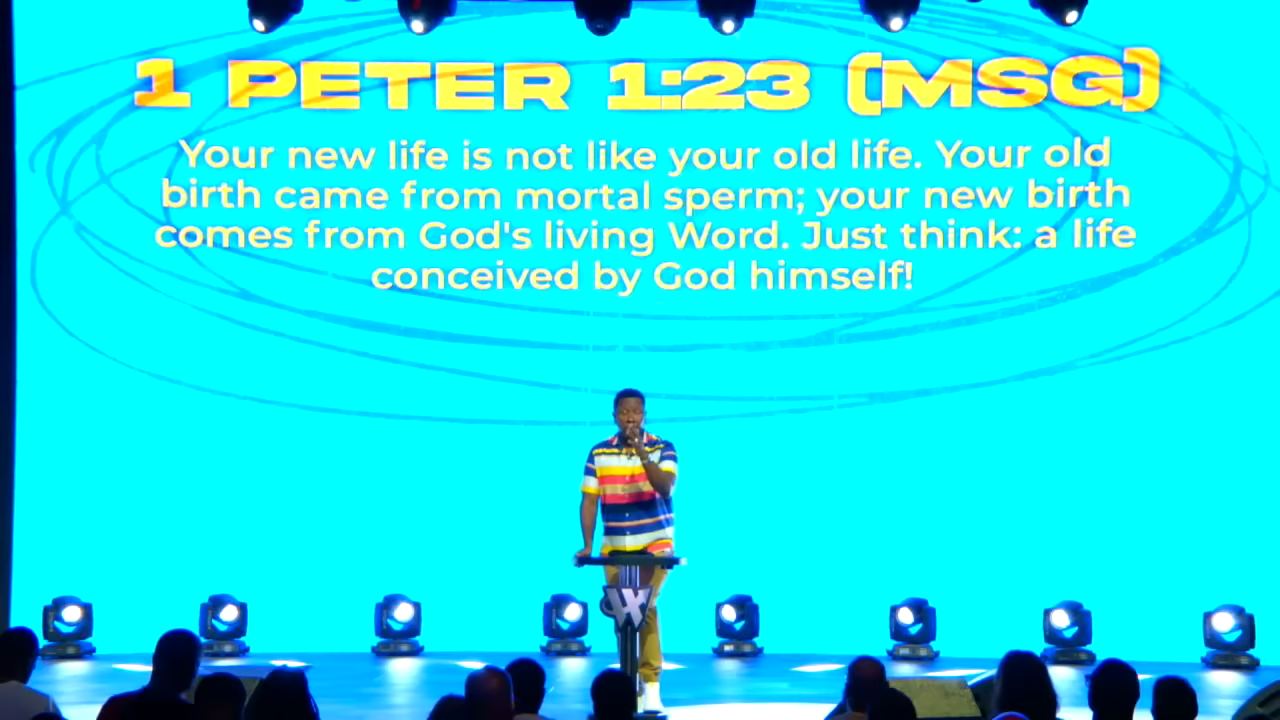 1 PETER 1:23 (MSG)
Your new life is not like your old life. Your old
birth came from mortal sperm; your new birth
comes from God's living Word. Just think: a life
conceived by God himself!
W